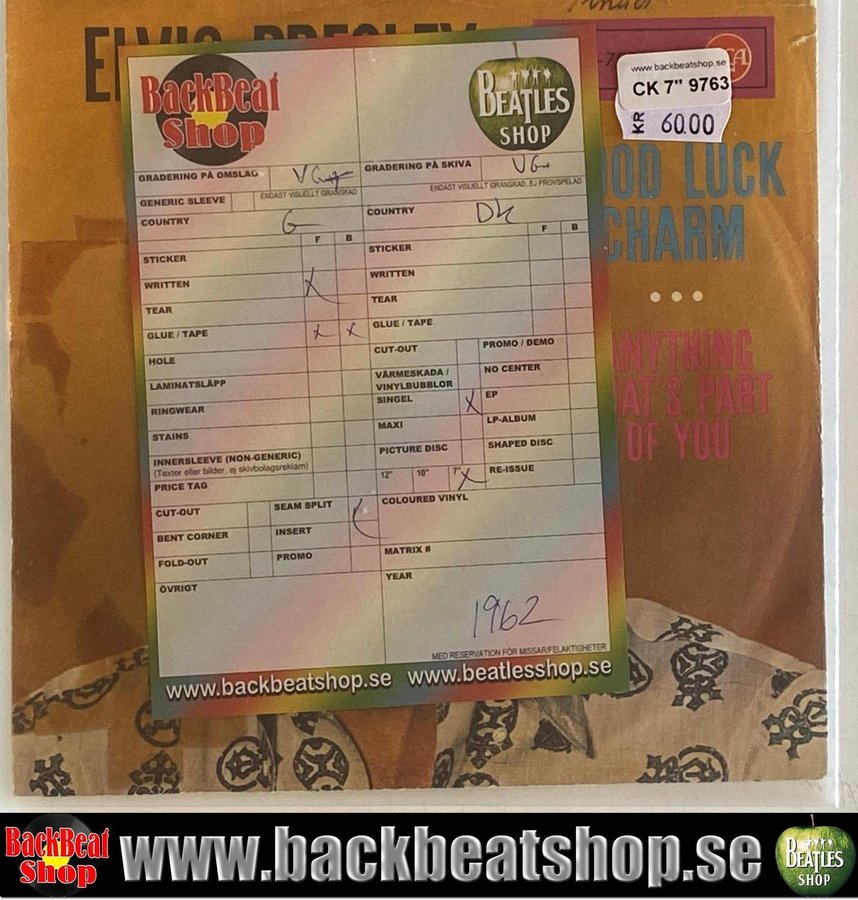 ELVIS PRESLEY
www.backbeatshop.se
CK 7" 9763
KR 60.00
BackBeat
Shop
BEATLES
SHOP
GRADERING PÅ OMSLAG VG+
ENDAST VISUELLT GRANSKAD
GRADERING PÅ SKIVA VG+
ENDAST VISUELLT GRANSKAD, EJ PROVSPELAD
GENERIC SLEEVE
COUNTRY G
F B
STICKER
WRITTEN X
TEAR
GLUE / TAPE X X
HOLE
LAMINATSLÄPP
RINGWEAR
STAINS
INNERSLEEVE (NON-GENERIC)
(Texter eller bilder, ej skivbolagsreklam)
PRICE TAG
CUT-OUT SEAM SPLIT
BENT CORNER INSERT
FOLD-OUT PROMO
ÖVRIGT
COUNTRY DK
F B
STICKER
WRITTEN
TEAR
GLUE / TAPE
CUT-OUT PROMO / DEMO
VÄRMESKADA /
VINYLBUBBLOR
NO CENTER
SINGEL X EP
MAXI LP-ALBUM
PICTURE DISC SHAPED DISC
12" 10" 7" X RE-ISSUE
COLOURED VINYL
MATRIX #
YEAR
1962
MED RESERVATION FÖR MISSAR/FELAKTIGHETER
www.backbeatshop.se www.beatlesshop.se
OOD LUCK
CHARM
...
ANYTHING
AT'S PART
OF YOU
BackBeat
Shop
www.backbeatshop.se
BEATLES
SHOP